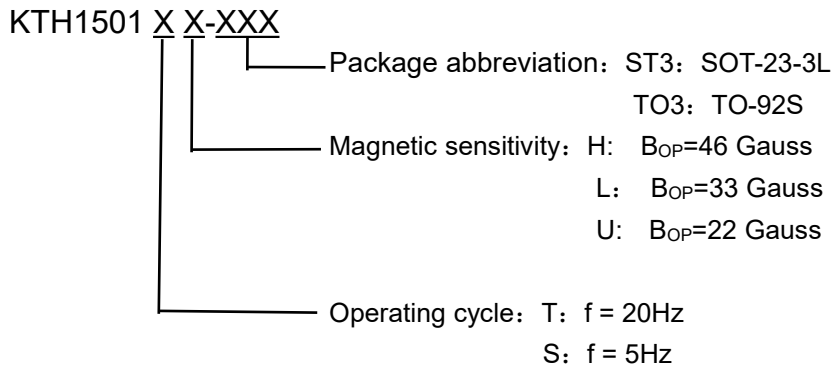 KTH1501 X X-XXX
Package abbreviation：ST3：SOT-23-3L
TO3：TO-92S
Magnetic sensitivity：H: BOP=46 Gauss
L： BOP=33 Gauss
U: BOP=22 Gauss
Operating cycle：T：f = 20Hz
S：f = 5Hz